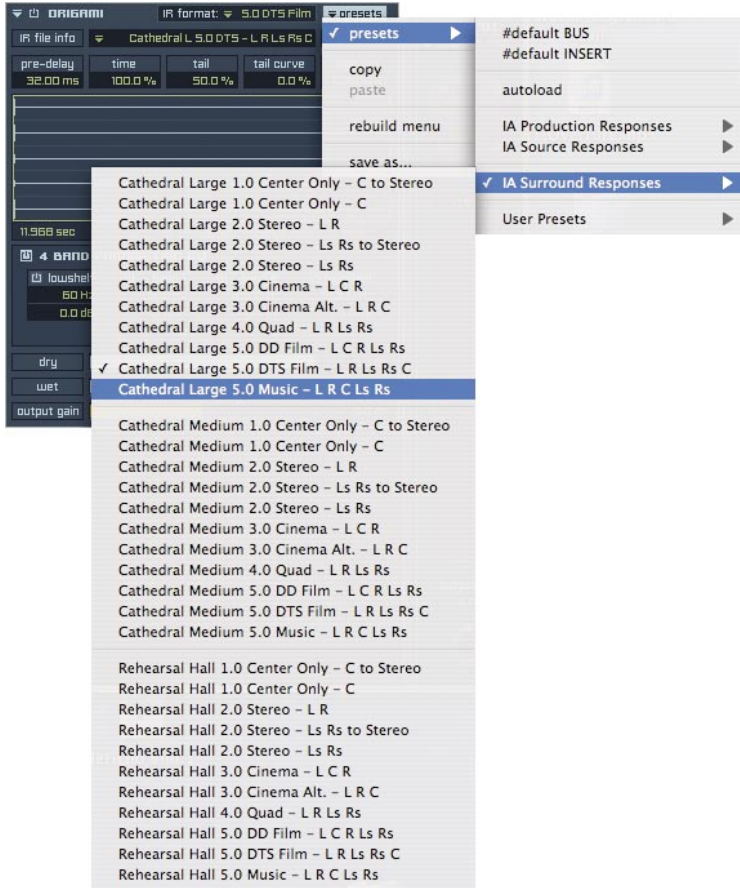 ORIGAMI IR format: 5.0 DTS Film presets
IR file info Cathedral L 5.0 DTS – L R Ls Rs C
pre-delay time tail tail curve
32.00 ms 100.0 % 50.0 % 0.0 %
11.968 sec
4 BAND
lowshel
60 Hz
0.0 dB
dry
wet
output gain
✓ presets
copy
paste
rebuild menu
save as...
#default BUS
#default INSERT
autoload
IA Production Responses
IA Source Responses
✓ IA Surround Responses
User Presets
Cathedral Large 1.0 Center Only – C to Stereo
Cathedral Large 1.0 Center Only – C
Cathedral Large 2.0 Stereo – L R
Cathedral Large 2.0 Stereo – Ls Rs to Stereo
Cathedral Large 2.0 Stereo – Ls Rs
Cathedral Large 3.0 Cinema – L C R
Cathedral Large 3.0 Cinema Alt. – L R C
Cathedral Large 4.0 Quad – L R Ls Rs
Cathedral Large 5.0 DD Film – L C R Ls Rs
✓ Cathedral Large 5.0 DTS Film – L R Ls Rs C
Cathedral Large 5.0 Music – L R C Ls Rs
Cathedral Medium 1.0 Center Only – C to Stereo
Cathedral Medium 1.0 Center Only – C
Cathedral Medium 2.0 Stereo – L R
Cathedral Medium 2.0 Stereo – Ls Rs to Stereo
Cathedral Medium 2.0 Stereo – Ls Rs
Cathedral Medium 3.0 Cinema – L C R
Cathedral Medium 3.0 Cinema Alt. – L R C
Cathedral Medium 4.0 Quad – L R Ls Rs
Cathedral Medium 5.0 DD Film – L C R Ls Rs
Cathedral Medium 5.0 DTS Film – L R Ls Rs C
Cathedral Medium 5.0 Music – L R C Ls Rs
Rehearsal Hall 1.0 Center Only – C to Stereo
Rehearsal Hall 1.0 Center Only – C
Rehearsal Hall 2.0 Stereo – L R
Rehearsal Hall 2.0 Stereo – Ls Rs to Stereo
Rehearsal Hall 2.0 Stereo – Ls Rs
Rehearsal Hall 3.0 Cinema – L C R
Rehearsal Hall 3.0 Cinema Alt. – L R C
Rehearsal Hall 4.0 Quad – L R Ls Rs
Rehearsal Hall 5.0 DD Film – L C R Ls Rs
Rehearsal Hall 5.0 DTS Film – L R Ls Rs C
Rehearsal Hall 5.0 Music – L R C Ls Rs